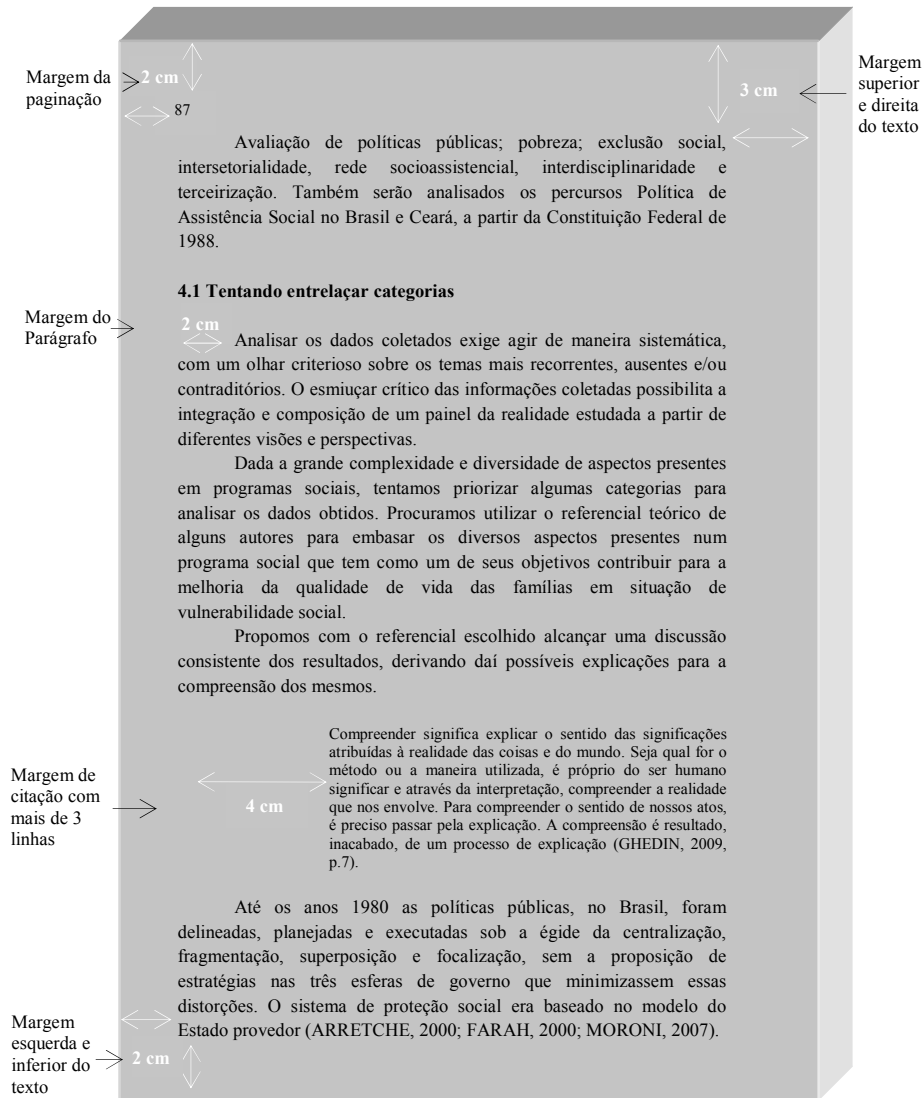 Margem da
paginação
2 cm
87
3 cm
Margem
superior
e direita
do texto
Avaliação de políticas públicas; pobreza; exclusão social,
intersetorialidade, rede socioassistencial, interdisciplinaridade e
terceirização. Também serão analisados os percursos Política de
Assistência Social no Brasil e Ceará, a partir da Constituição Federal de
1988.
4.1 Tentando entrelaçar categorias
Margem do
Parágrafo
2 cm
Analisar os dados coletados exige agir de maneira sistemática,
com um olhar criterioso sobre os temas mais recorrentes, ausentes e/ou
contraditórios. O esmiuçar crítico das informações coletadas possibilita a
integração e composição de um painel da realidade estudada a partir de
diferentes visões e perspectivas.
Dada a grande complexidade e diversidade de aspectos presentes
em programas sociais, tentamos priorizar algumas categorias para
analisar os dados obtidos. Procuramos utilizar o referencial teórico de
alguns autores para embasar os diversos aspectos presentes num
programa social que tem como um de seus objetivos contribuir para a
melhoria da qualidade de vida das famílias em situação de
vulnerabilidade social.
Propomos com o referencial escolhido alcançar uma discussão
consistente dos resultados, derivando daí possíveis explicações para a
compreensão dos mesmos.
Margem de
citação com
mais de 3
linhas
4 cm
Compreender significa explicar o sentido das significações
atribuídas à realidade das coisas e do mundo. Seja qual for o
método ou a maneira utilizada, é próprio do ser humano
significar e através da interpretação, compreender a realidade
que nos envolve. Para compreender o sentido de nossos atos,
é preciso passar pela explicação. A compreensão é resultado,
inacabado, de um processo de explicação (GHEDIN, 2009,
p.7).
Até os anos 1980 as políticas públicas, no Brasil, foram
delineadas, planejadas e executadas sob a égide da centralização,
fragmentação, superposição e focalização, sem a proposição de
estratégias nas três esferas de governo que minimizassem essas
distorções. O sistema de proteção social era baseado no modelo do
Estado provedor (ARRETCHE, 2000; FARAH, 2000; MORONI, 2007).
Margem
esquerda e
inferior do
texto
2 cm